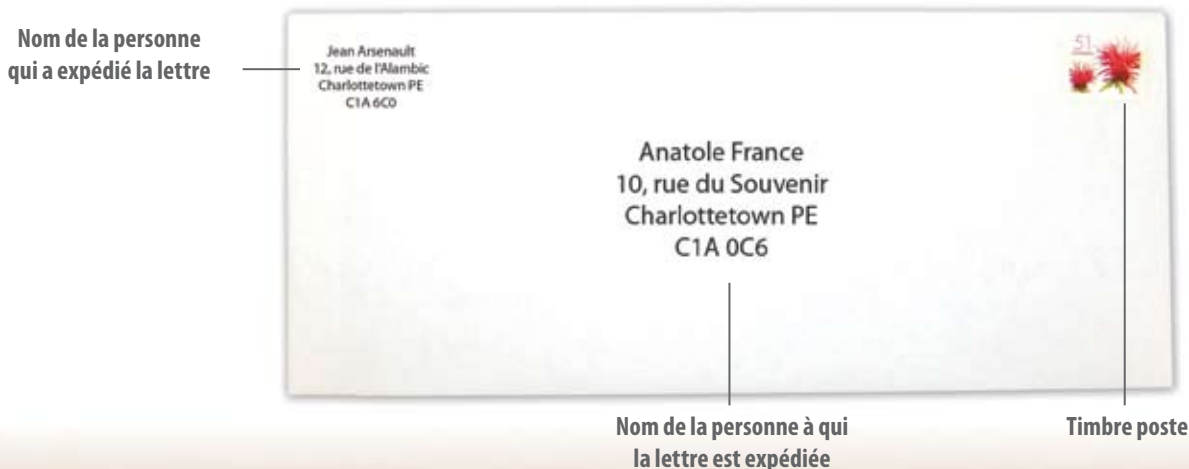 Nom de la personne
qui a expédié la lettre
Jean Arsenault
12, rue de l'Alambic
Charlottetown PE
C1A 6C0
51
Anatole France
10, rue du Souvenir
Charlottetown PE
C1A 0C6
Nom de la personne à qui
la lettre est expédiée
Timbre poste